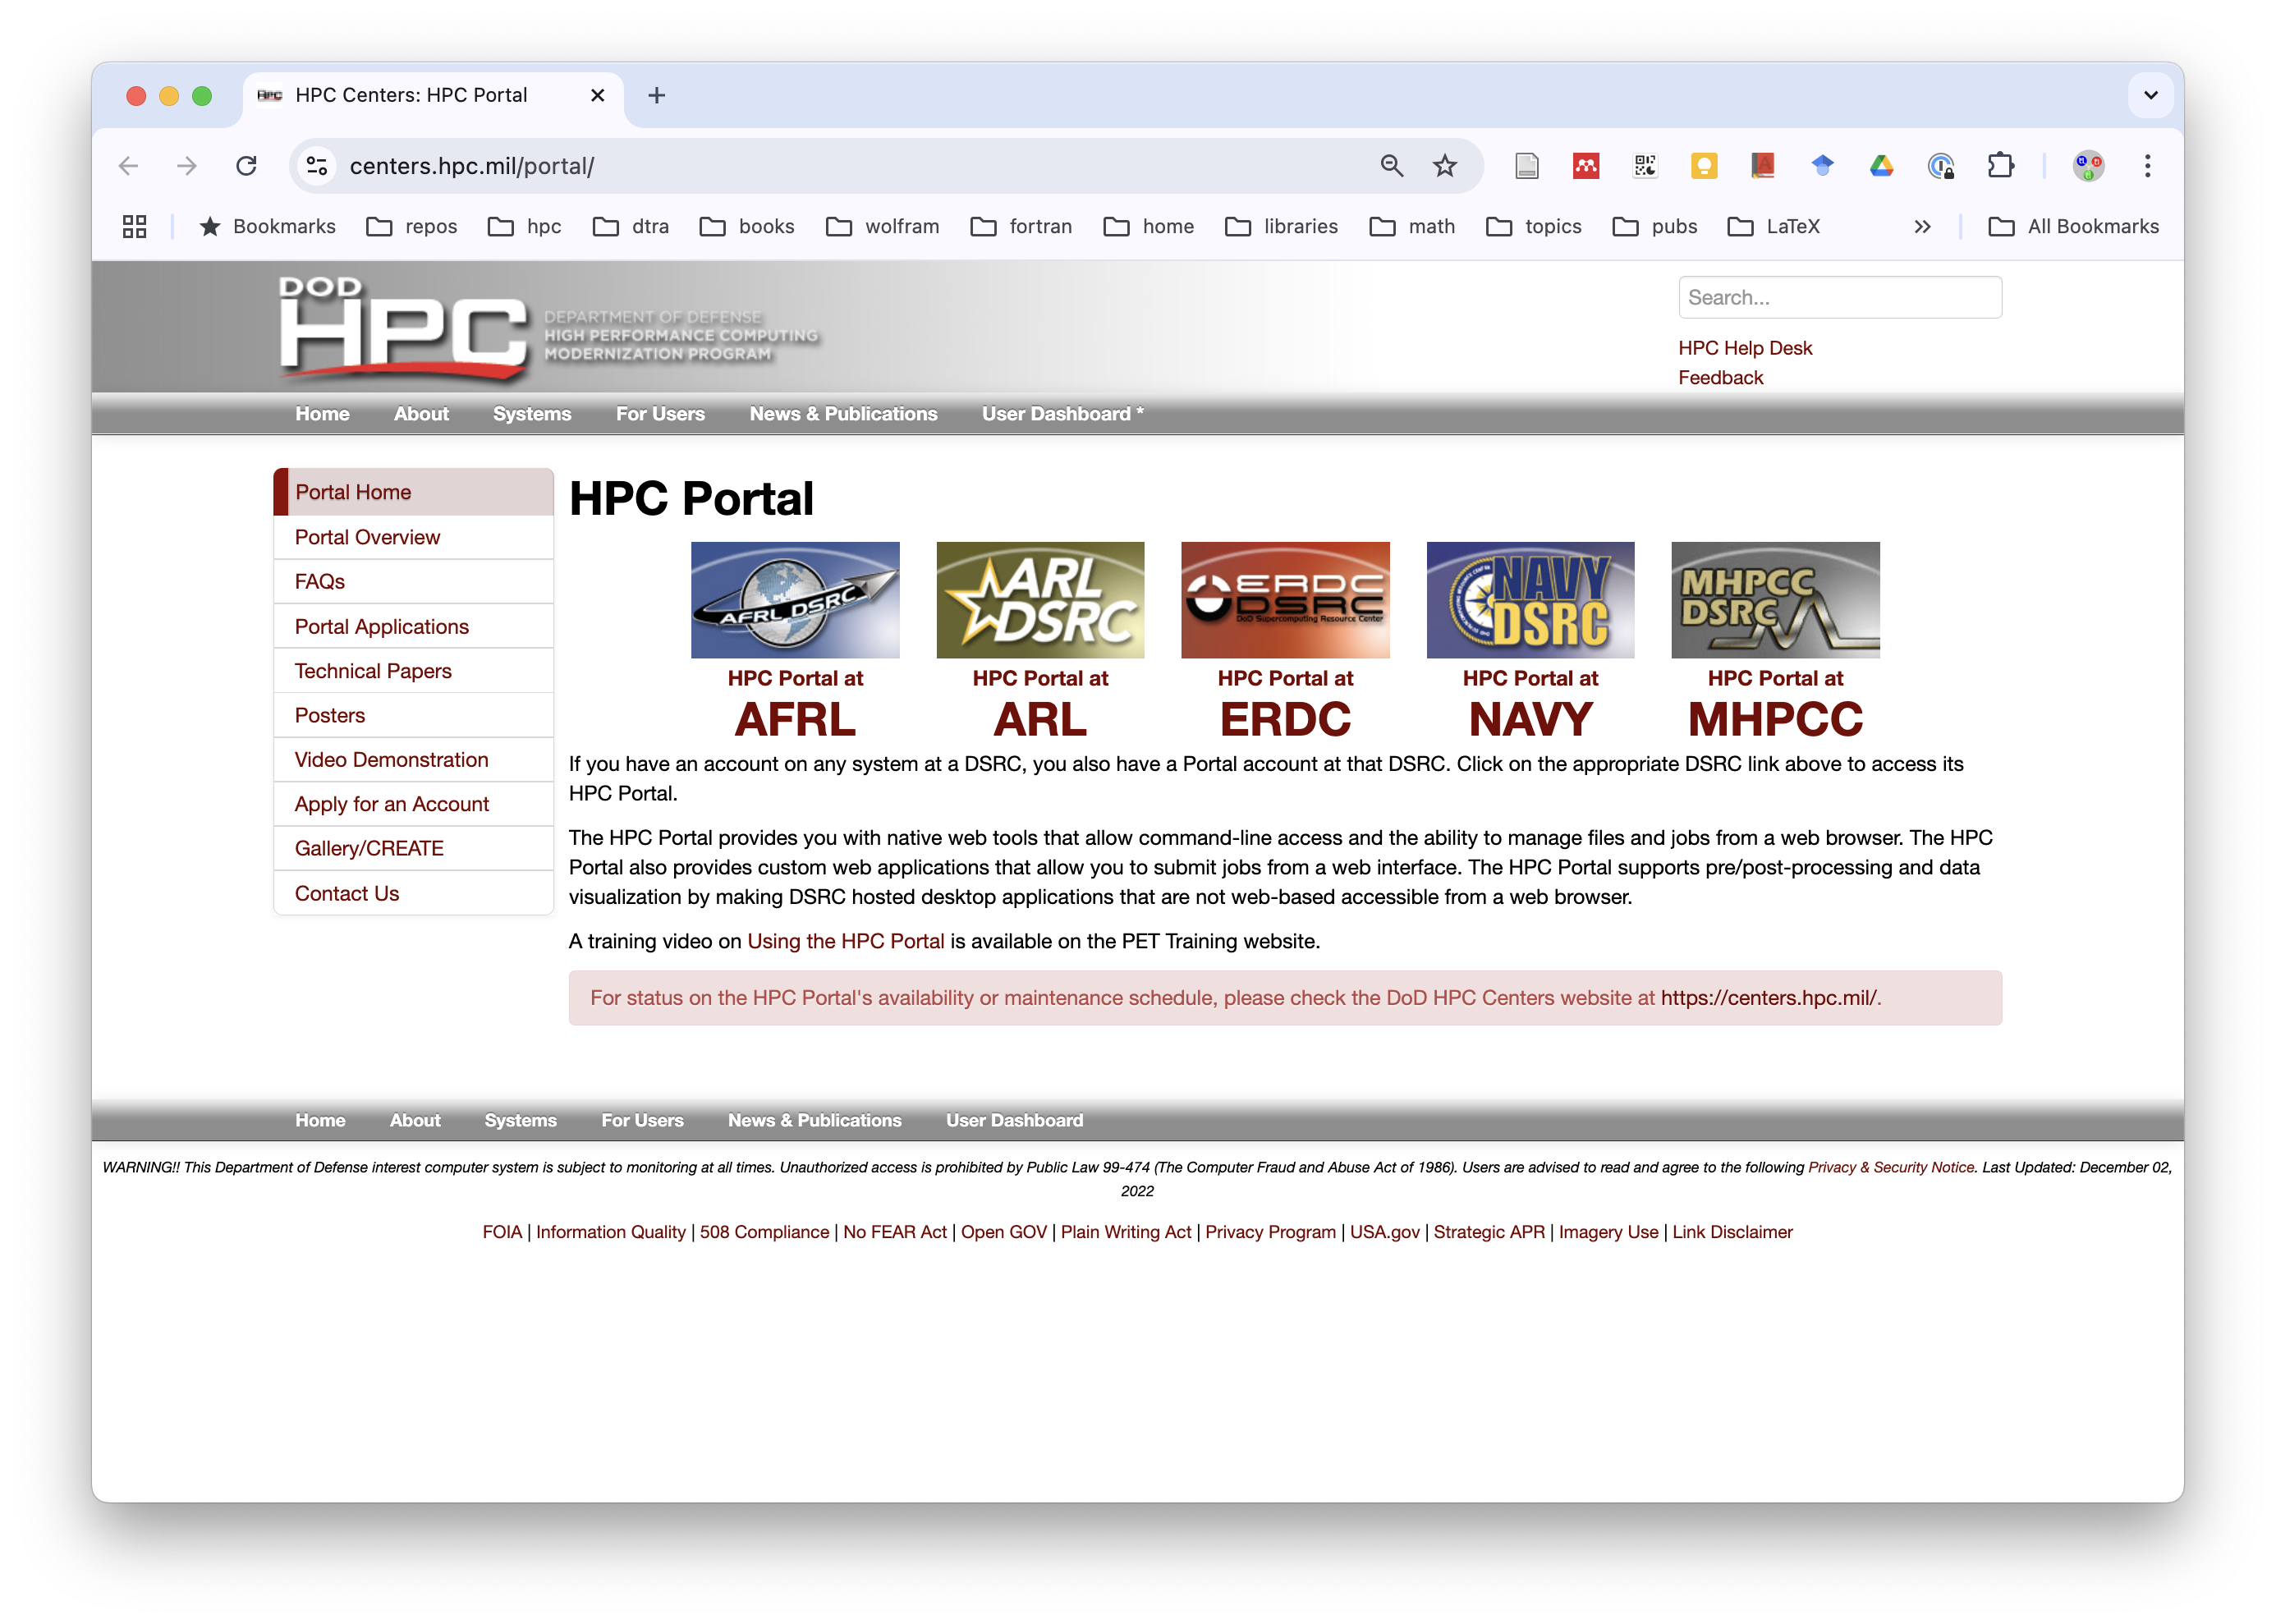 HPC Centers: HPC Portal
centers.hpc.mil/portal/
Bookmarks repos hpc dtra books wolfram fortran home libraries math topics pubs LaTeX » All Bookmarks
DOD
HPC
DEPARTMENT OF DEFENSE
HIGH PERFORMANCE COMPUTING
MODERNIZATION PROGRAM
Search...
HPC Help Desk
Feedback
Home About Systems For Users News & Publications User Dashboard *
Portal Home
Portal Overview
FAQs
Portal Applications
Technical Papers
Posters
Video Demonstration
Apply for an Account
Gallery/CREATE
Contact Us
HPC Portal
AFRL DSRC
ARL
DSRC
ERDC
DSRC
DoD Supercomputing Resource Center
NAVY
DSRC
MHPCC
DSRC
HPC Portal at HPC Portal at HPC Portal at HPC Portal at HPC Portal at
AFRL ARL ERDC NAVY MHPCC
If you have an account on any system at a DSRC, you also have a Portal account at that DSRC. Click on the appropriate DSRC link above to access its
HPC Portal.
The HPC Portal provides you with native web tools that allow command-line access and the ability to manage files and jobs from a web browser. The HPC
Portal also provides custom web applications that allow you to submit jobs from a web interface. The HPC Portal supports pre/post-processing and data
visualization by making DSRC hosted desktop applications that are not web-based accessible from a web browser.
A training video on Using the HPC Portal is available on the PET Training website.
For status on the HPC Portal's availability or maintenance schedule, please check the DoD HPC Centers website at https://centers.hpc.mil/.
Home About Systems For Users News & Publications User Dashboard
WARNING!! This Department of Defense interest computer system is subject to monitoring at all times. Unauthorized access is prohibited by Public Law 99-474 (The Computer Fraud and Abuse Act of 1986). Users are advised to read and agree to the following Privacy & Security Notice. Last Updated: December 02,
2022
FOIA | Information Quality | 508 Compliance | No FEAR Act | Open GOV | Plain Writing Act | Privacy Program | USA.gov | Strategic APR | Imagery Use | Link Disclaimer